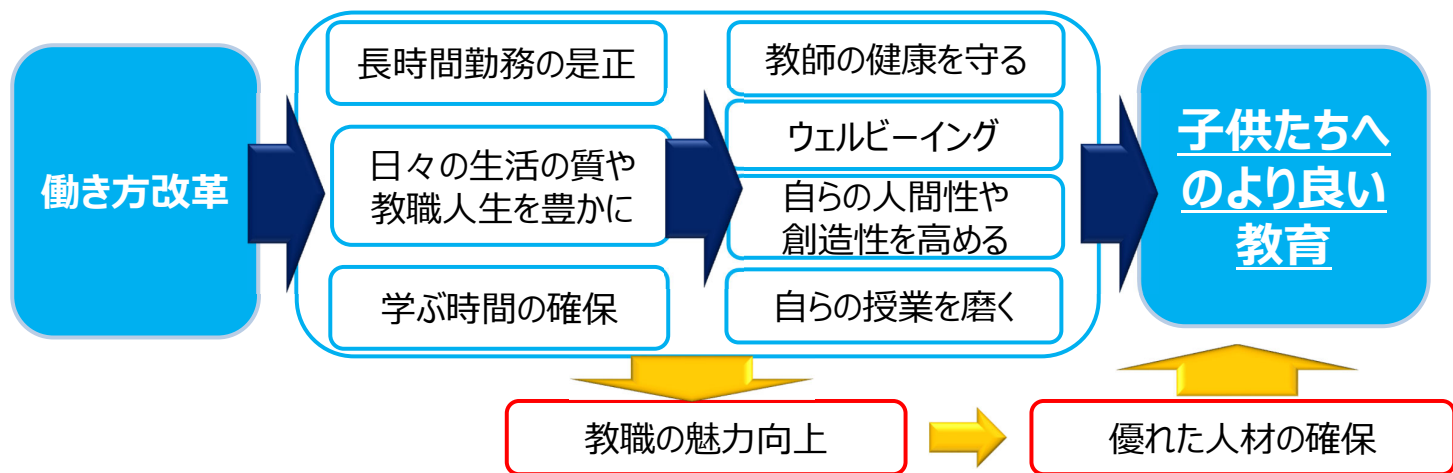 働き方改革
長時間勤務の是正
日々の生活の質や
教職人生を豊かに
学ぶ時間の確保
教師の健康を守る
ウェルビーイング
自らの人間性や
創造性を高める
自らの授業を磨く
子供たちへ
のより良い
教育
教職の魅力向上
優れた人材の確保